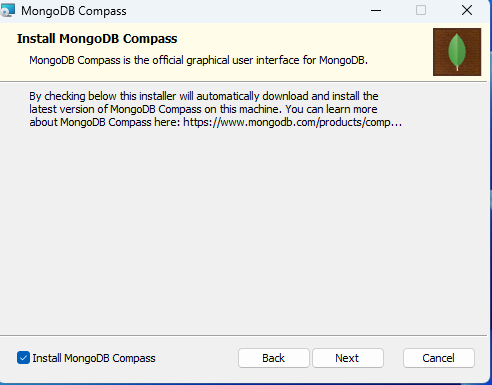 MongoDB Compass
Install MongoDB Compass
MongoDB Compass is the official graphical user interface for MongoDB.
By checking below this installer will automatically download and install the
latest version of MongoDB Compass on this machine. You can learn more
about MongoDB Compass here: https://www.mongodb.com/products/comp...
Install MongoDB Compass
Back
Next
Cancel